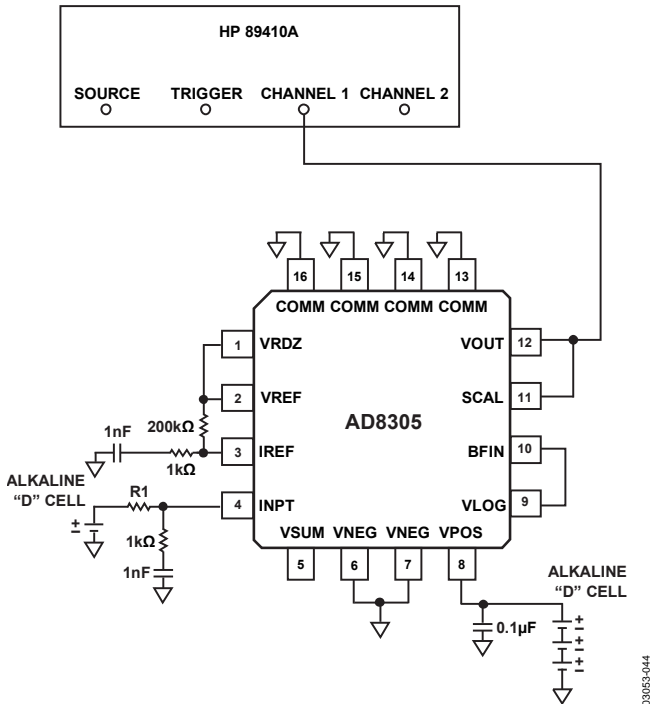 HP 89410A
SOURCE TRIGGER CHANNEL 1 CHANNEL 2
16 15 14 13
COMM COMM COMM COMM
1 VRDZ VOUT 12
2 VREF SCAL 11
200kΩ
AD8305
1nF
3 IREF BFIN 10
1kΩ
ALKALINE
"D" CELL
R1
4 INPT VLOG 9
+
–
1kΩ
VSUM VNEG VNEG VPOS
1nF
5 6 7 8
ALKALINE
"D" CELL
0.1µF
+
–
+
–
+
–
03053-044